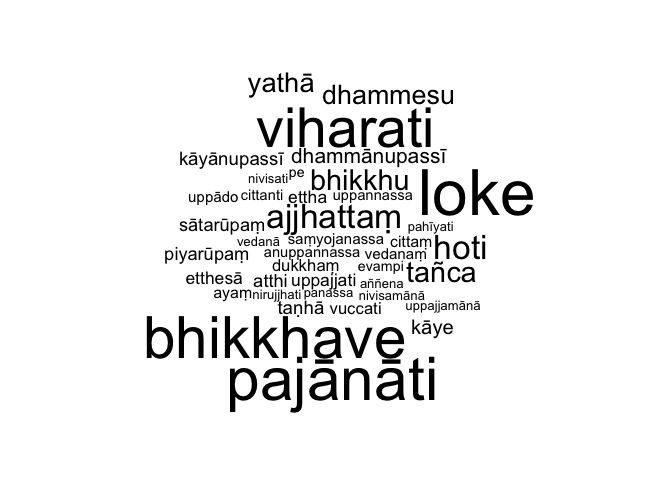 yathā
dhammesu
viharati
kāyānupassī dhammānupassī
nivisati pe bhikkhu loke
uppādo cittanti ettha uppannassa
sātarūpaṃ ajjhattaṃ pahīyati
vedanā saṃyojanassa cittaṃ hoti
piyarūpaṃ anuppannassa vedanaṃ
dukkhaṃ evampi tañca
etthesā atthi uppajjati aññena
ayaṃ nirujjhati panassa nivisamānā
taṇhā vuccati uppajjamānā
bhikkhave kāye
pajānāti